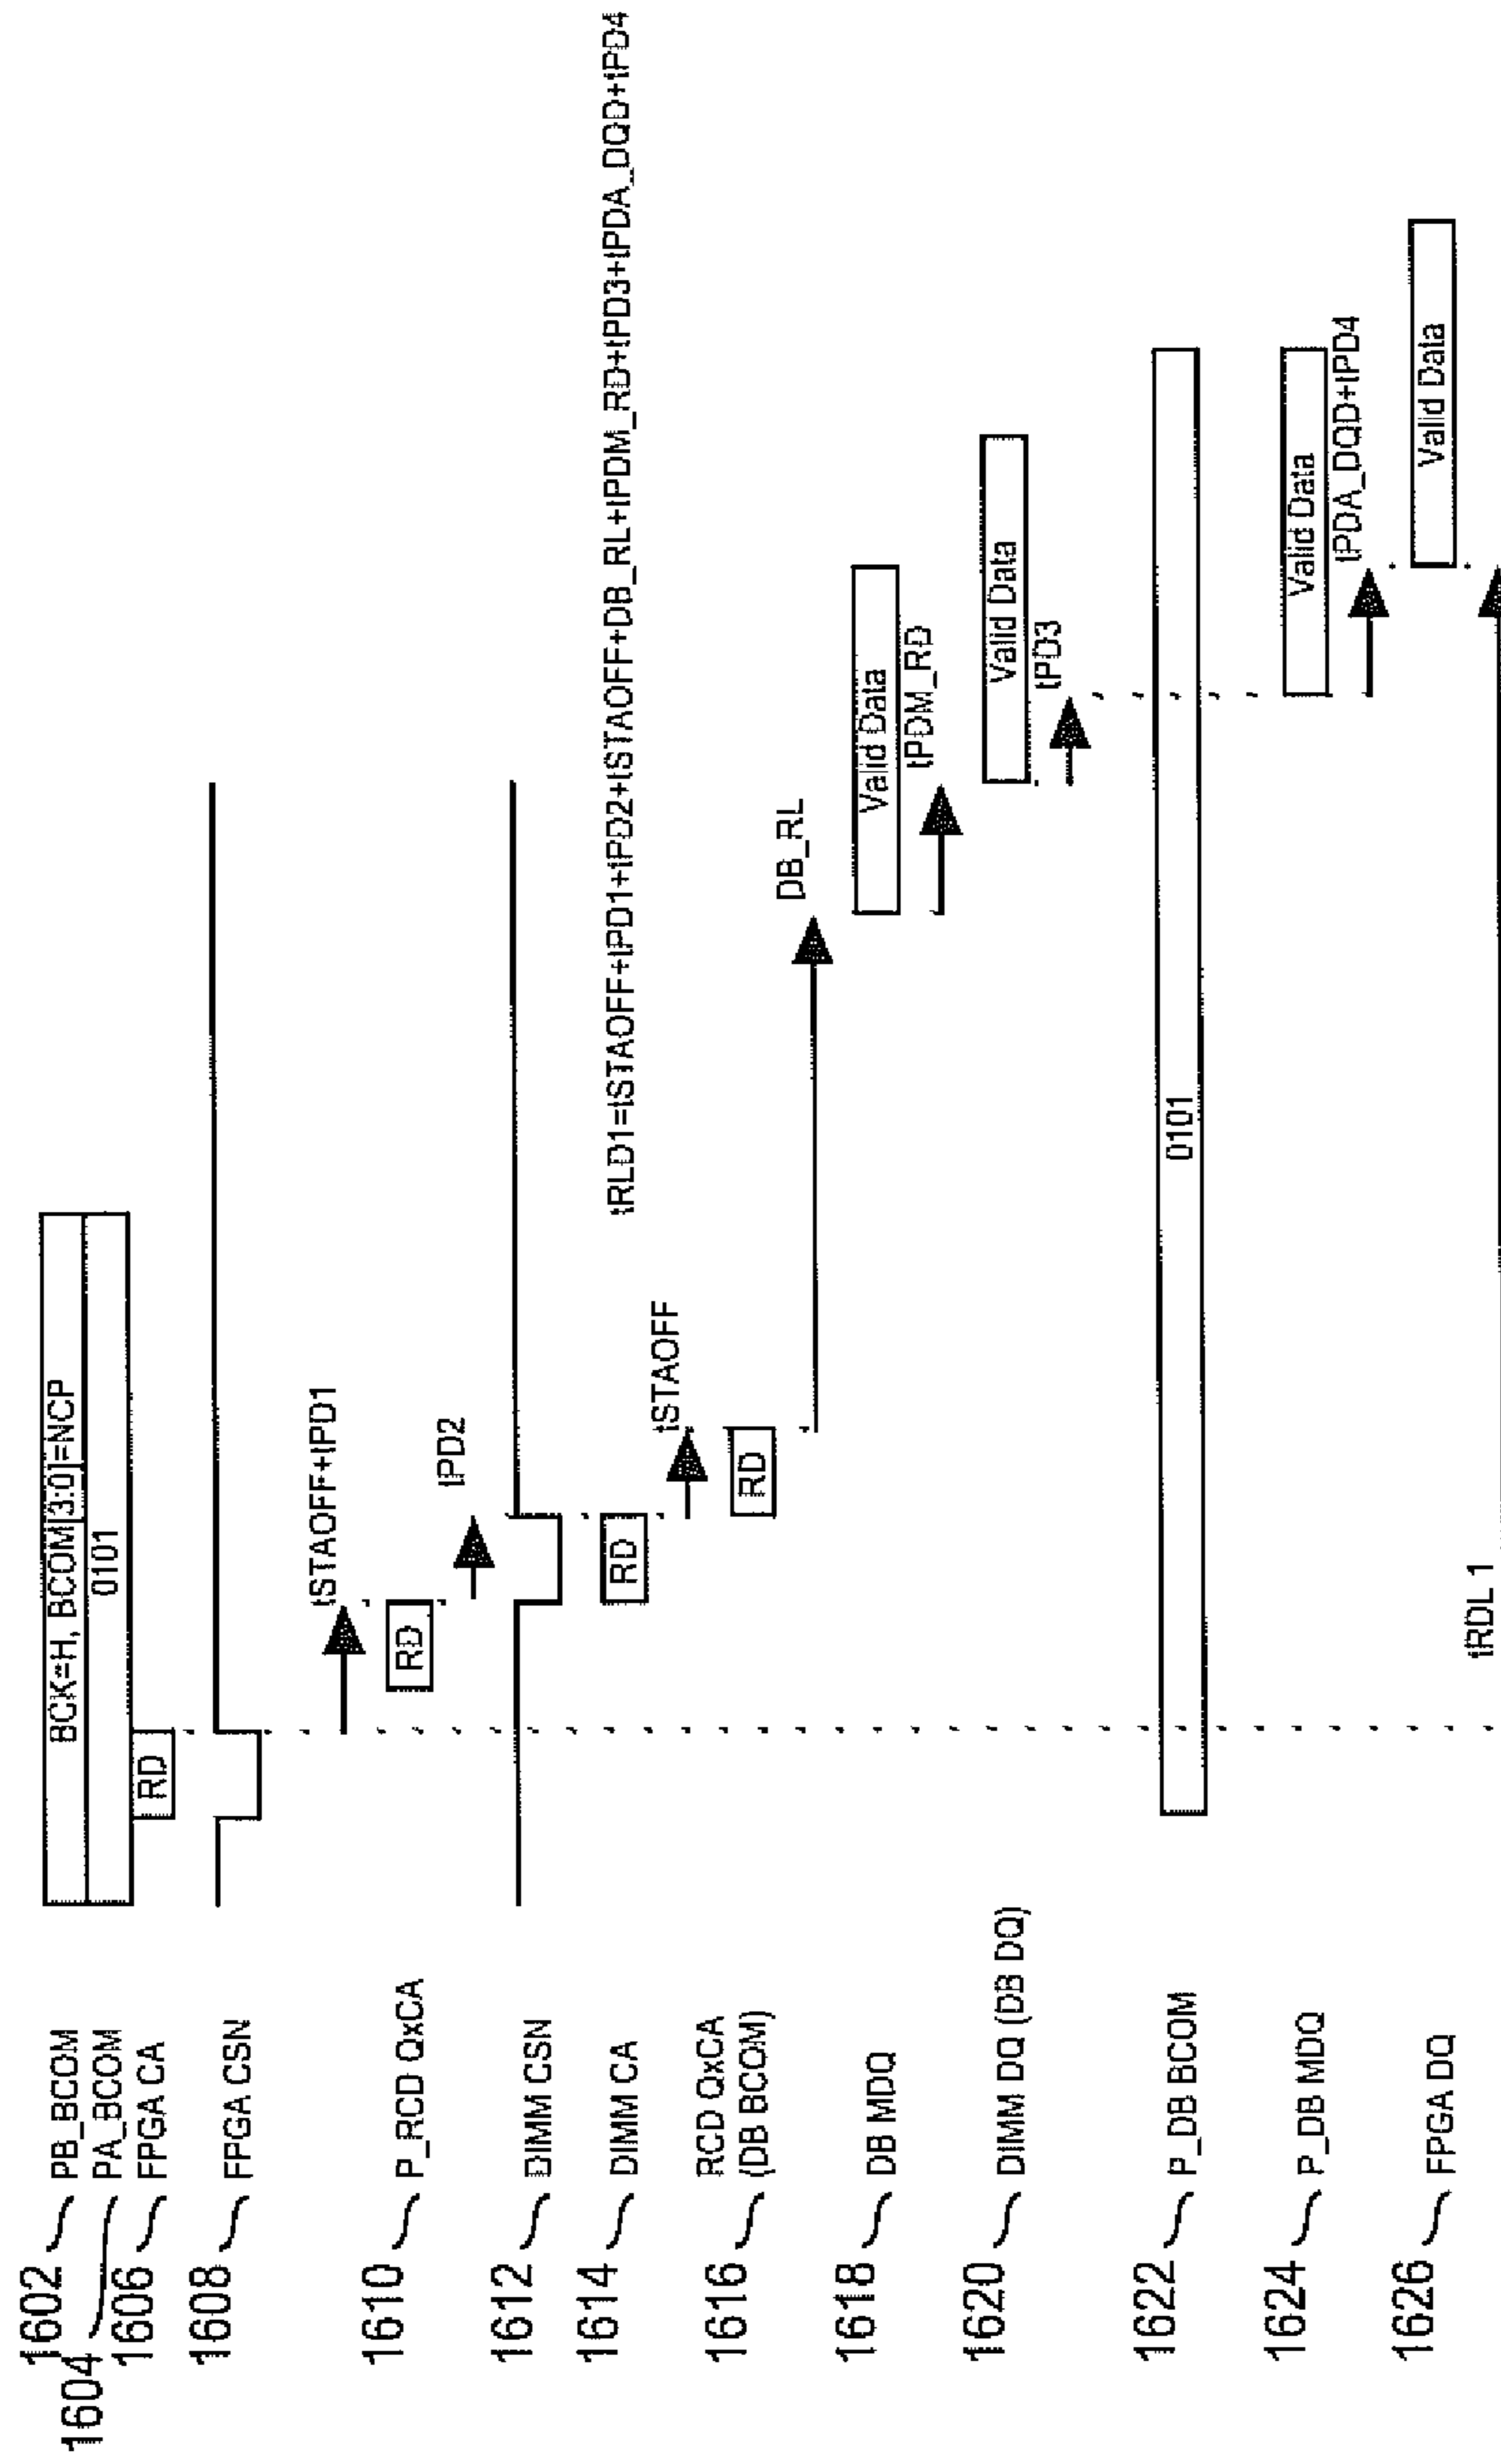 1602 PB_BCOM
1604 PA_BCOM
1606 FPGA CA
1608 FPGA CSN
1610 P_RCD QxCA
1612 DIMM CSN
1614 DIMM CA
1616 RCD QxCA
(DB BCOM)
1618 DB MDQ
1620 DIMM DQ (DB DQ)
1622 P_DB BCOM
1624 P_DB MDQ
1626 FPGA DQ
BCK=H, BCOM[3:0]=NCP
0101
RD
tSTAOFF+tPD1
RD
tPD2
RD
tRLD1=tSTAOFF+tPD1+tPD2+tSTAOFF+DB_RL+tPDM_RD+tPD3+tPDA_DQD+tPD4
tSTAOFF
RD
DB_RL
Valid Data
tPDM_RD
Valid Data
tPD3
0101
Valid Data
tPDA_DQD+tPD4
Valid Data
tRDL 1